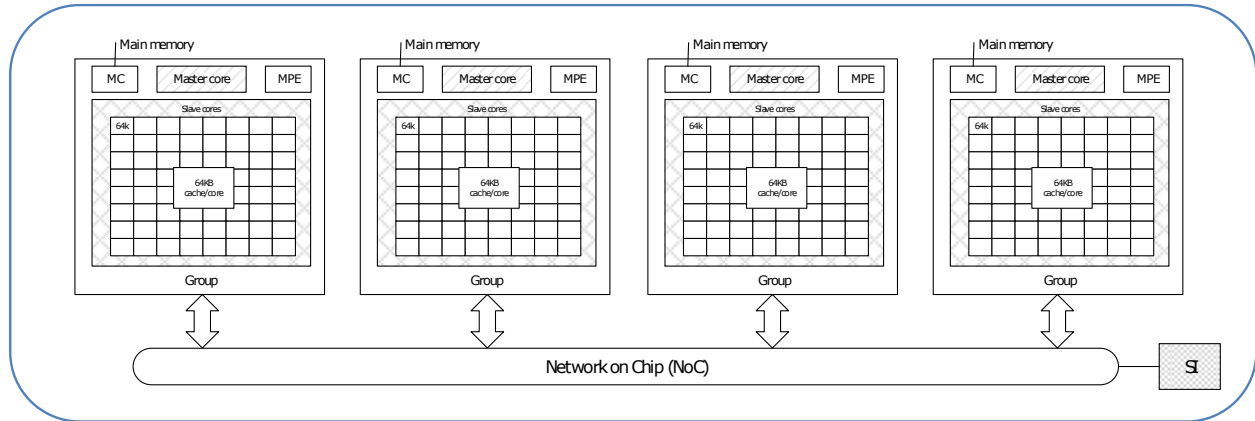 Main memory
Main memory
Main memory
Main memory
MC
Master core
MPE
MC
Master core
MPE
MC
Master core
MPE
MC
Master core
MPE
Slave cores
Slave cores
Slave cores
Slave cores
64k
64k
64k
64k
64KB
cache/core
64KB
cache/core
64KB
cache/core
64KB
cache/core
Group
Group
Group
Group
Network on Chip (NoC)
SI